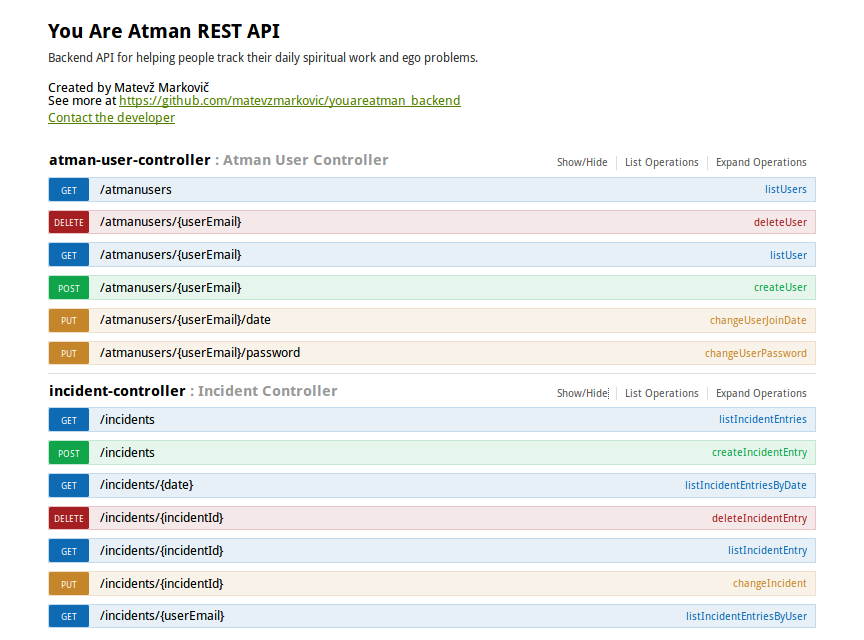 You Are Atman REST API
Backend API for helping people track their daily spiritual work and ego problems.
Created by Matevž Markovič
See more at https://github.com/matevzmarkovic/youareatman_backend
Contact the developer
atman-user-controller : Atman User Controller Show/Hide List Operations Expand Operations
GET /atmanusers listUsers
DELETE /atmanusers/{userEmail} deleteUser
GET /atmanusers/{userEmail} listUser
POST /atmanusers/{userEmail} createUser
PUT /atmanusers/{userEmail}/date changeUserJoinDate
PUT /atmanusers/{userEmail}/password changeUserPassword
incident-controller : Incident Controller Show/Hide List Operations Expand Operations
GET /incidents listIncidentEntries
POST /incidents createIncidentEntry
GET /incidents/{date} listIncidentEntriesByDate
DELETE /incidents/{incidentId} deleteIncidentEntry
GET /incidents/{incidentId} listIncidentEntry
PUT /incidents/{incidentId} changeIncident
GET /incidents/{userEmail} listIncidentEntriesByUser